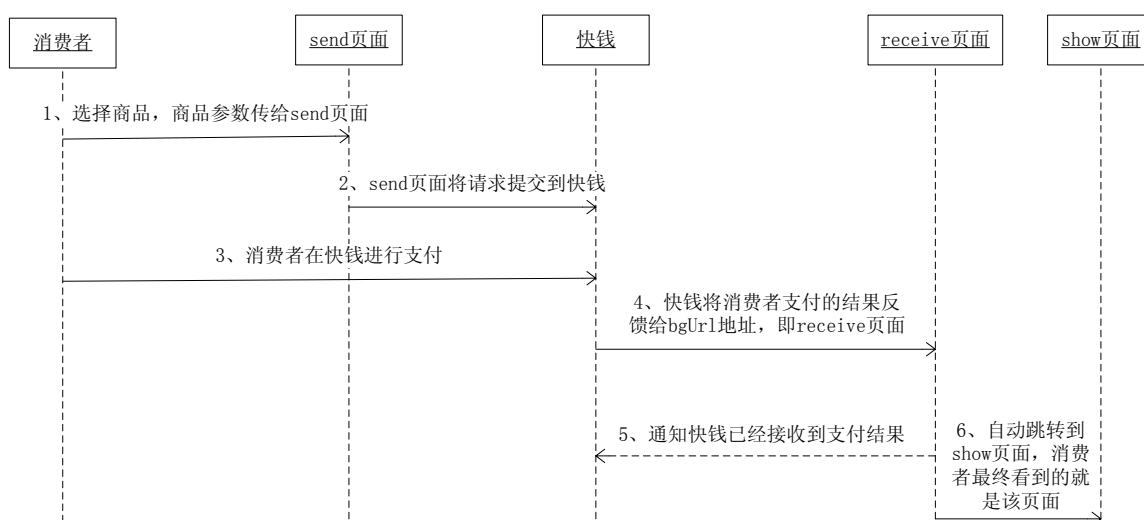 消费者
send页面
快钱
receive页面
show页面
1、选择商品，商品参数传给send页面
2、send页面将请求提交到快钱
3、消费者在快钱进行支付
4、快钱将消费者支付的结果反
馈给bgUrl地址，即receive页面
5、通知快钱已经接收到支付结果
6、自动跳转到
show页面，消费
者最终看到的就
是该页面